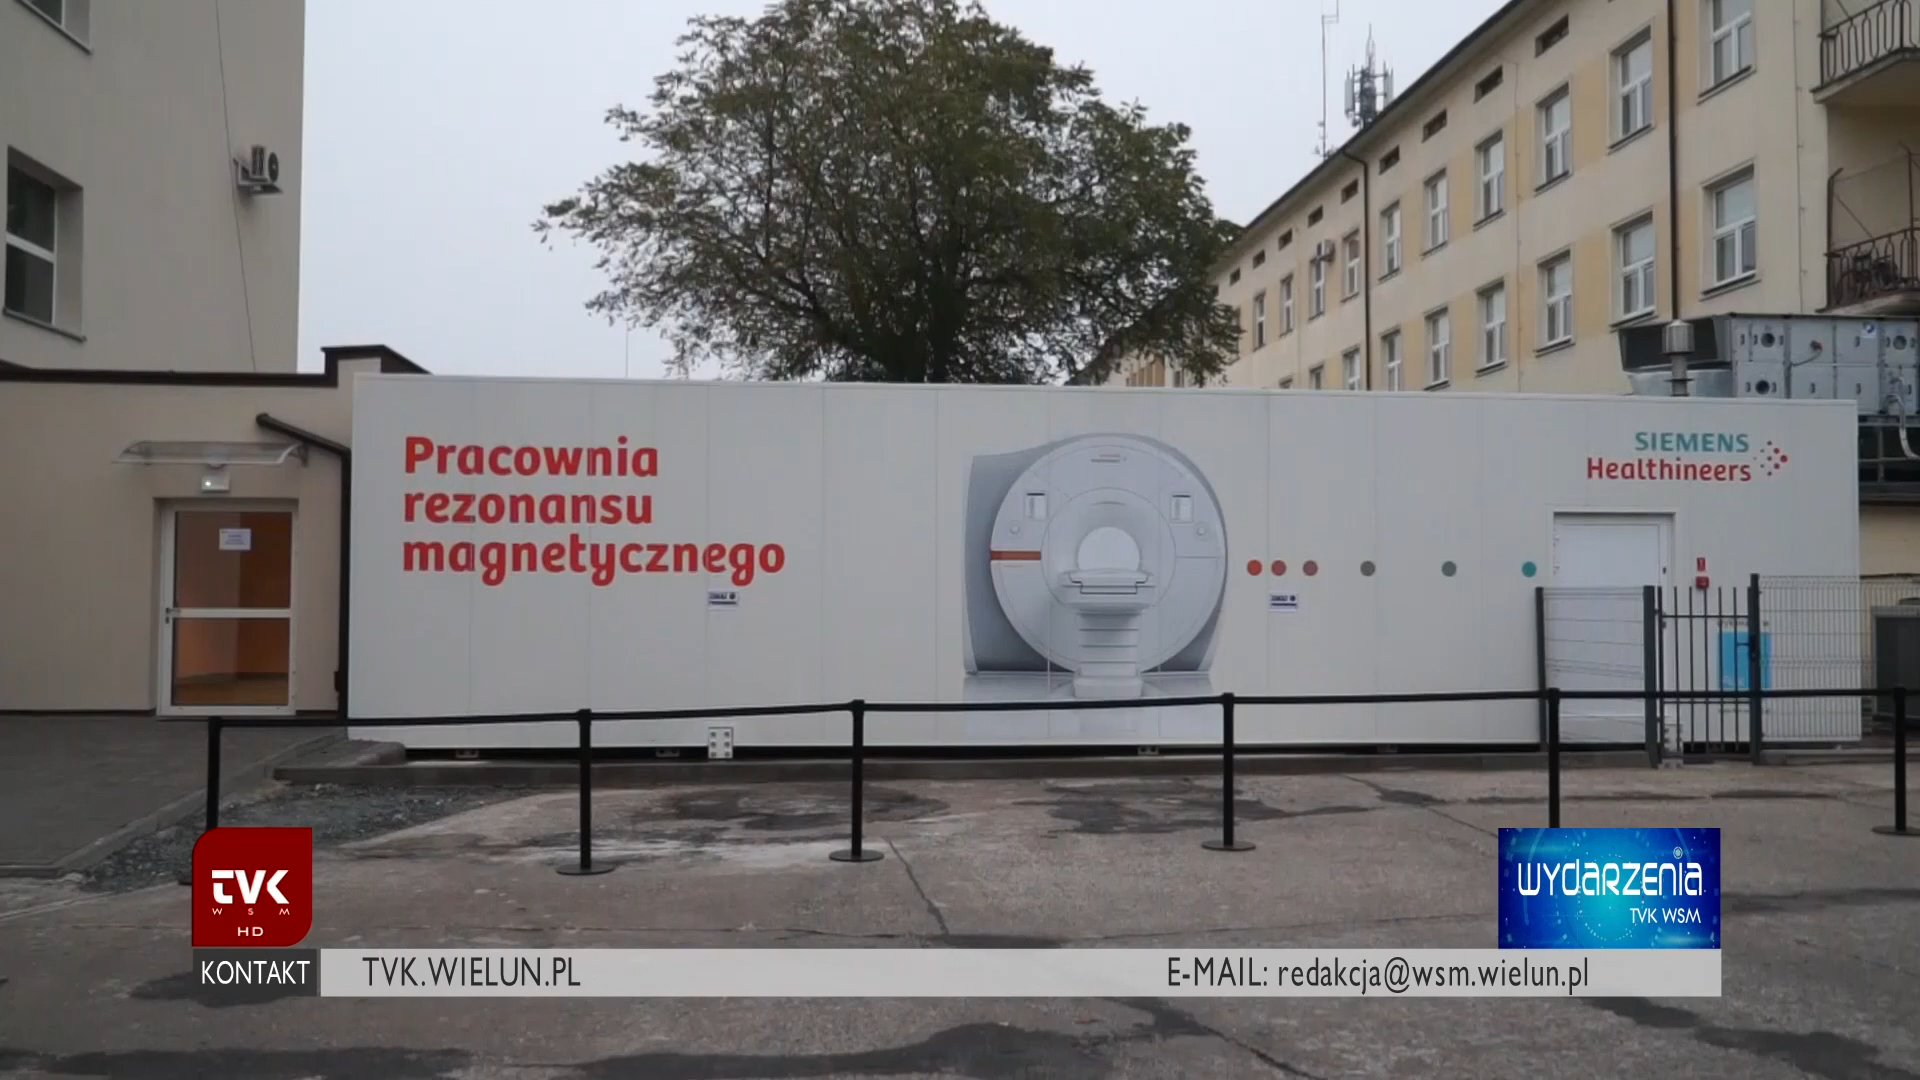 Pracownia
rezonansu
magnetycznego
SIEMENS
Healthineers
TVK
WSM
HD
WYDARZENIA
TVK WSM
KONTAKT
TVK.WIELUN.PL
E-MAIL: redakcja@wsm.wielun.pl